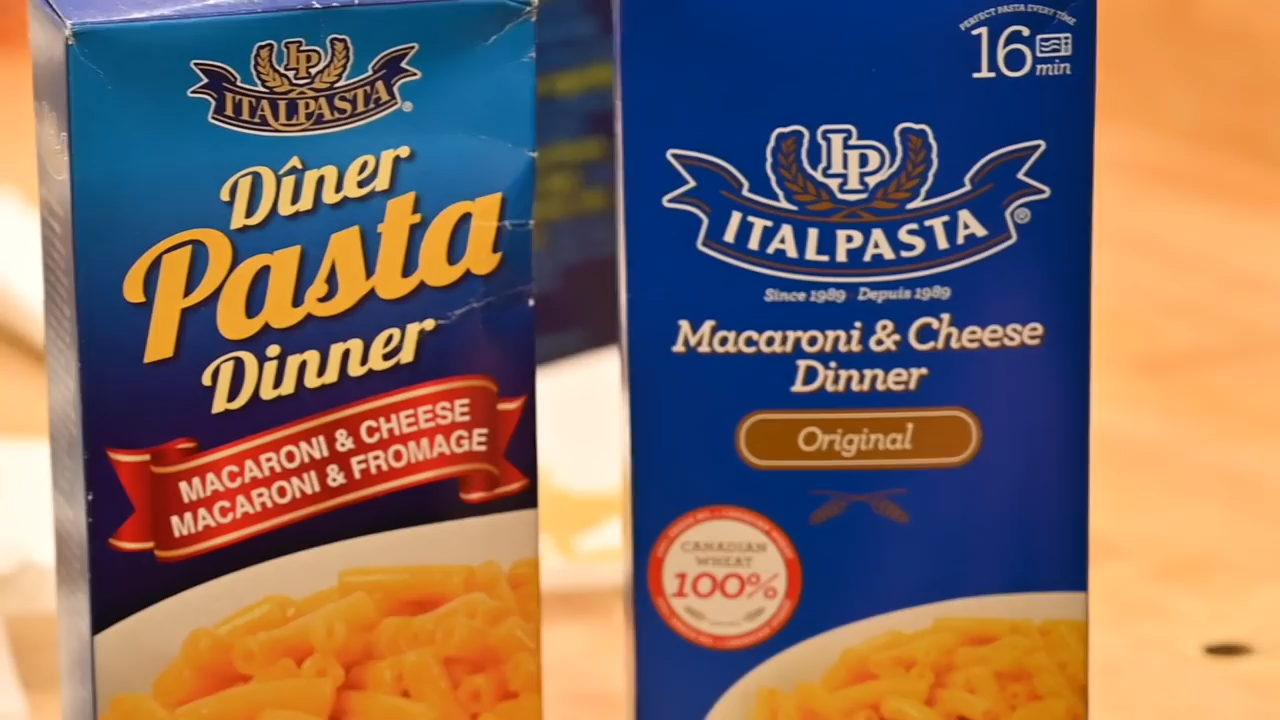 IP
ITALPASTA
Dîner
Pasta
Dinner
MACARONI & CHEESE
MACARONI & FROMAGE
PERFECT PASTA EVERY TIME
16
min
IP
ITALPASTA
Since 1989 Depuis 1989
Macaroni & Cheese
Dinner
Original
CANADIAN
WHEAT
100%